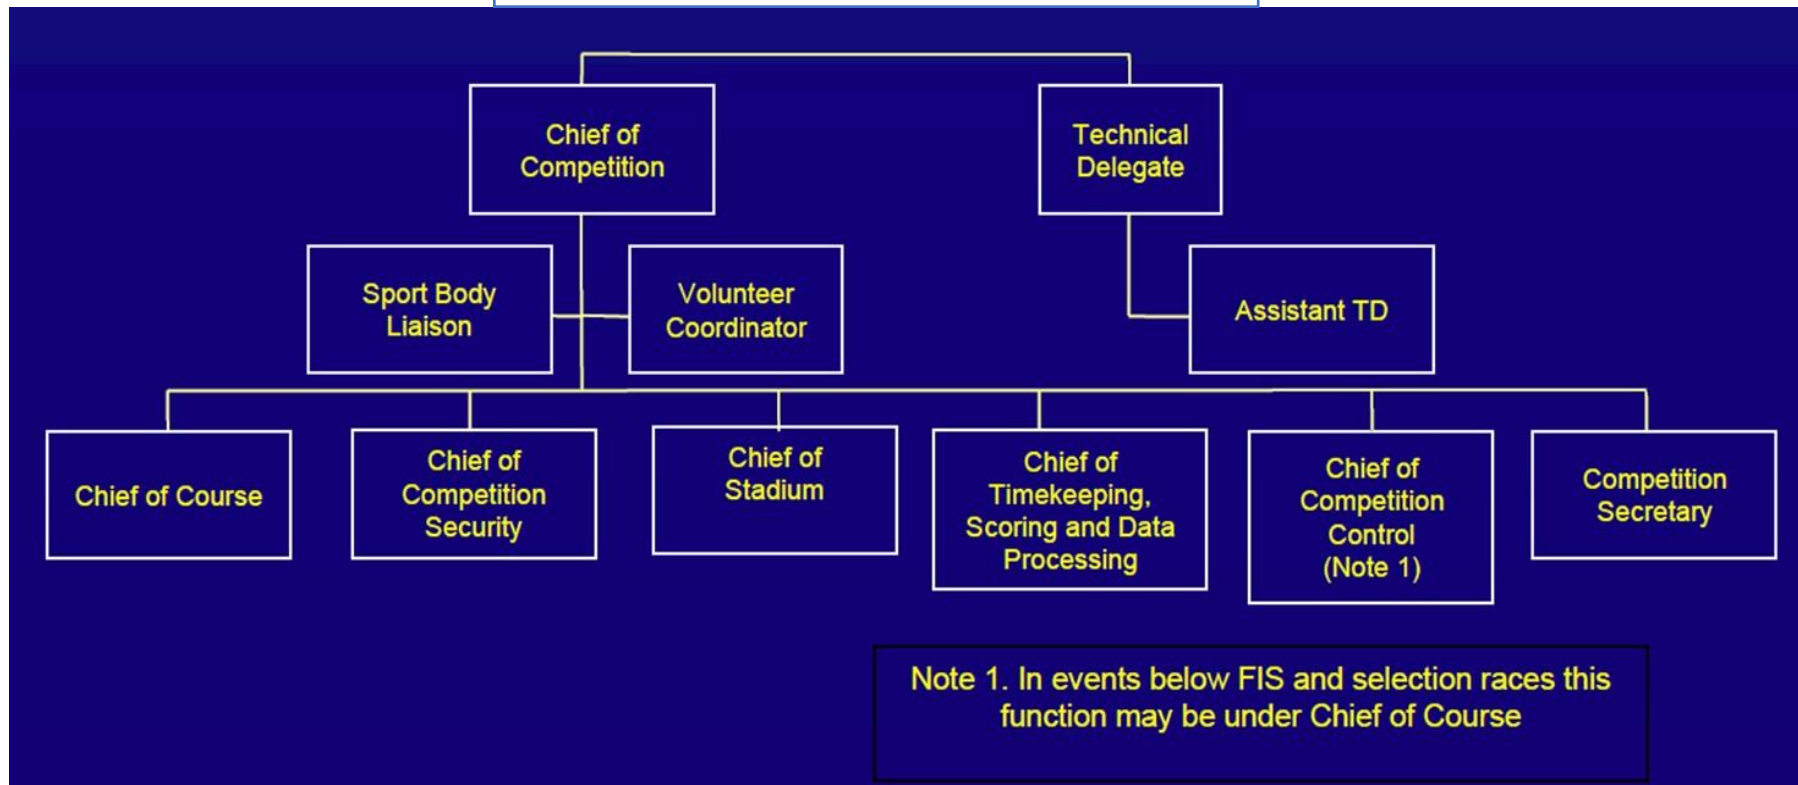 Chief of
Competition
Technical
Delegate
Sport Body
Liaison
Volunteer
Coordinator
Assistant TD
Chief of Course
Chief of
Competition
Security
Chief of
Stadium
Chief of
Timekeeping,
Scoring and Data
Processing
Chief of
Competition
Control
(Note 1)
Competition
Secretary
Note 1. In events below FIS and selection races this
function may be under Chief of Course